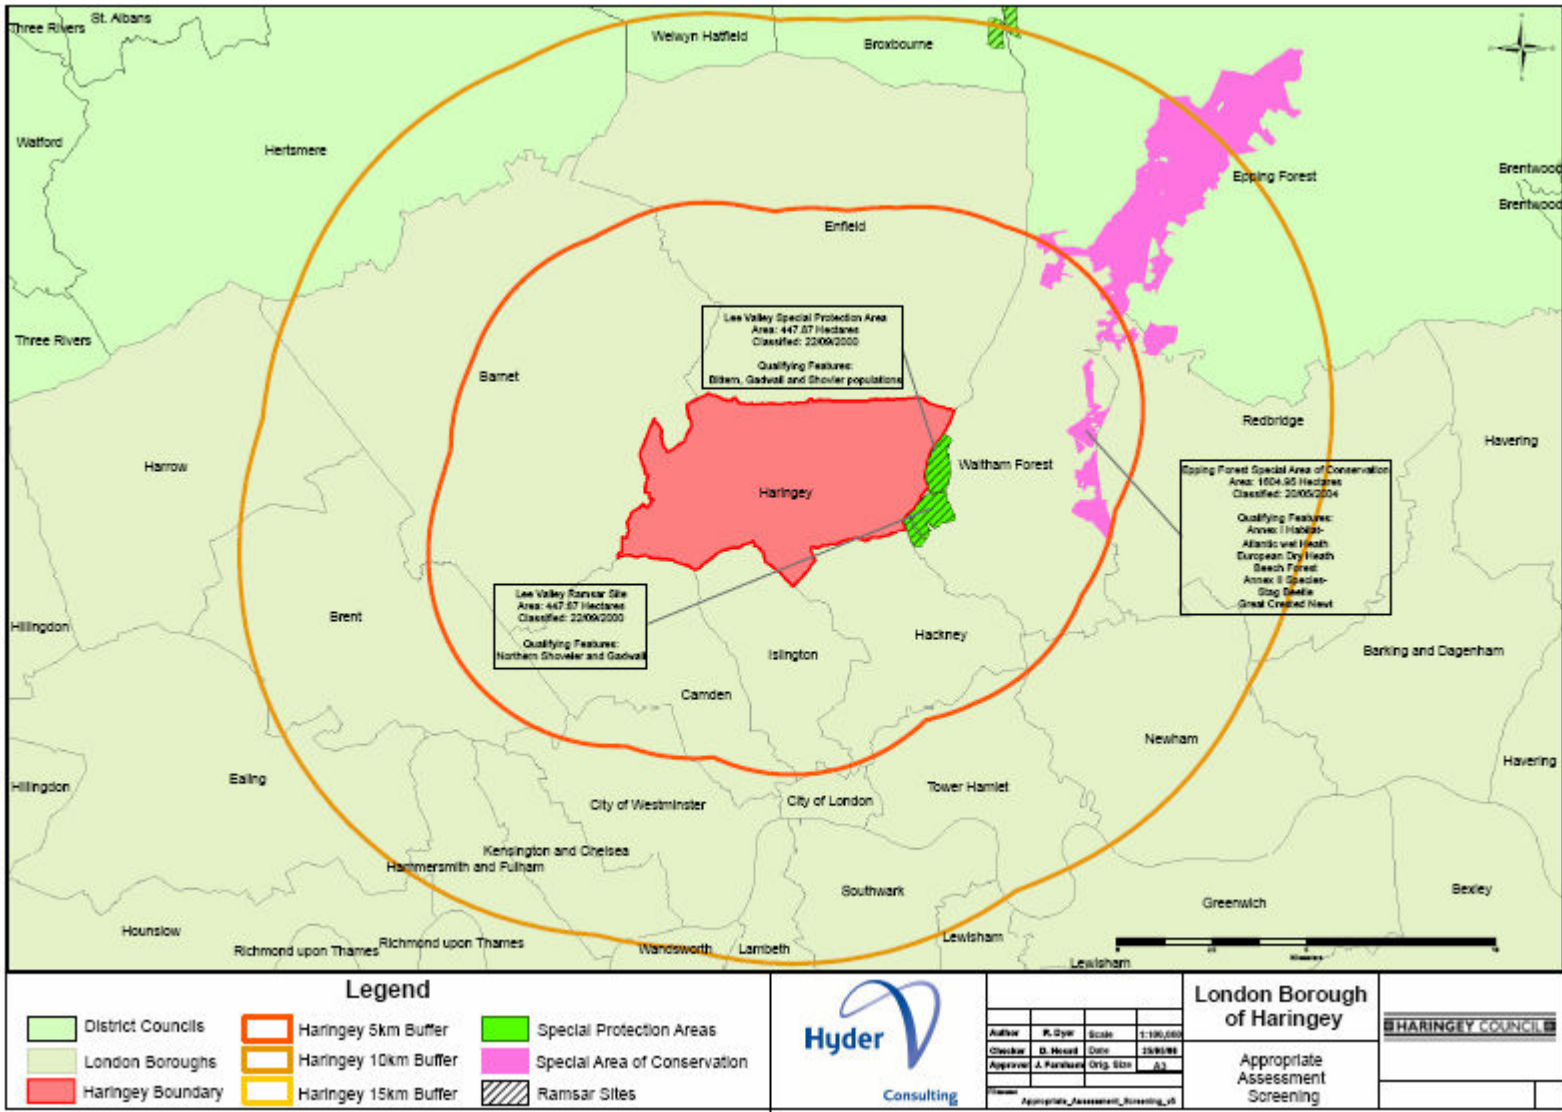 Three Rivers
St. Albans
Welwyn Hatfield
Broxbourne
Watford
Hertsmere
Epping Forest
Brentwood
Brentwood
Enfield
Three Rivers
Lee Valley Special Protection Area
Area: 447.87 Hectares
Classified: 22/09/2000
Qualifying Features:
Bittern, Gadwall and Shovler populations
Barnet
Redbridge
Havering
Harrow
Waltham Forest
Haringey
Epping Forest Special Area of Conservation
Area: 1604.95 Hectares
Classified: 20/05/2004
Qualifying Features:
Annex I Habitat-
Atlantic wet Heath
European Dry Heath
Beech Forest
Annex II Species-
Stag Beetle
Great Crested Newt
Lee Valley Ramsar Site
Area: 447.87 Hectares
Classified: 22/09/2000
Qualifying Features:
Northern Shoveler and Gadwall
Hillingdon
Brent
Hackney
Islington
Barking and Dagenham
Camden
Newham
Hillingdon
Ealing
Havering
City of Westminster
City of London
Tower Hamlet
Kensington and Chelsea
Hammersmith and Fulham
Southwark
Bexley
Greenwich
Hounslow
Richmond upon Thames
Richmond upon Thames
Wandsworth
Lambeth
Lewisham
Lewisham
Legend
District Councils
London Boroughs
Haringey Boundary
Haringey 5km Buffer
Haringey 10km Buffer
Haringey 15km Buffer
Special Protection Areas
Special Area of Conservation
Ramsar Sites
Hyder
Consulting
Author R. Dyer Scale 1:100,000
Checker Date
Approver Orig. Size A3
Appropriate_Assessment_Screening_v5
London Borough
of Haringey
Appropriate
Assessment
Screening
HARINGEY COUNCIL